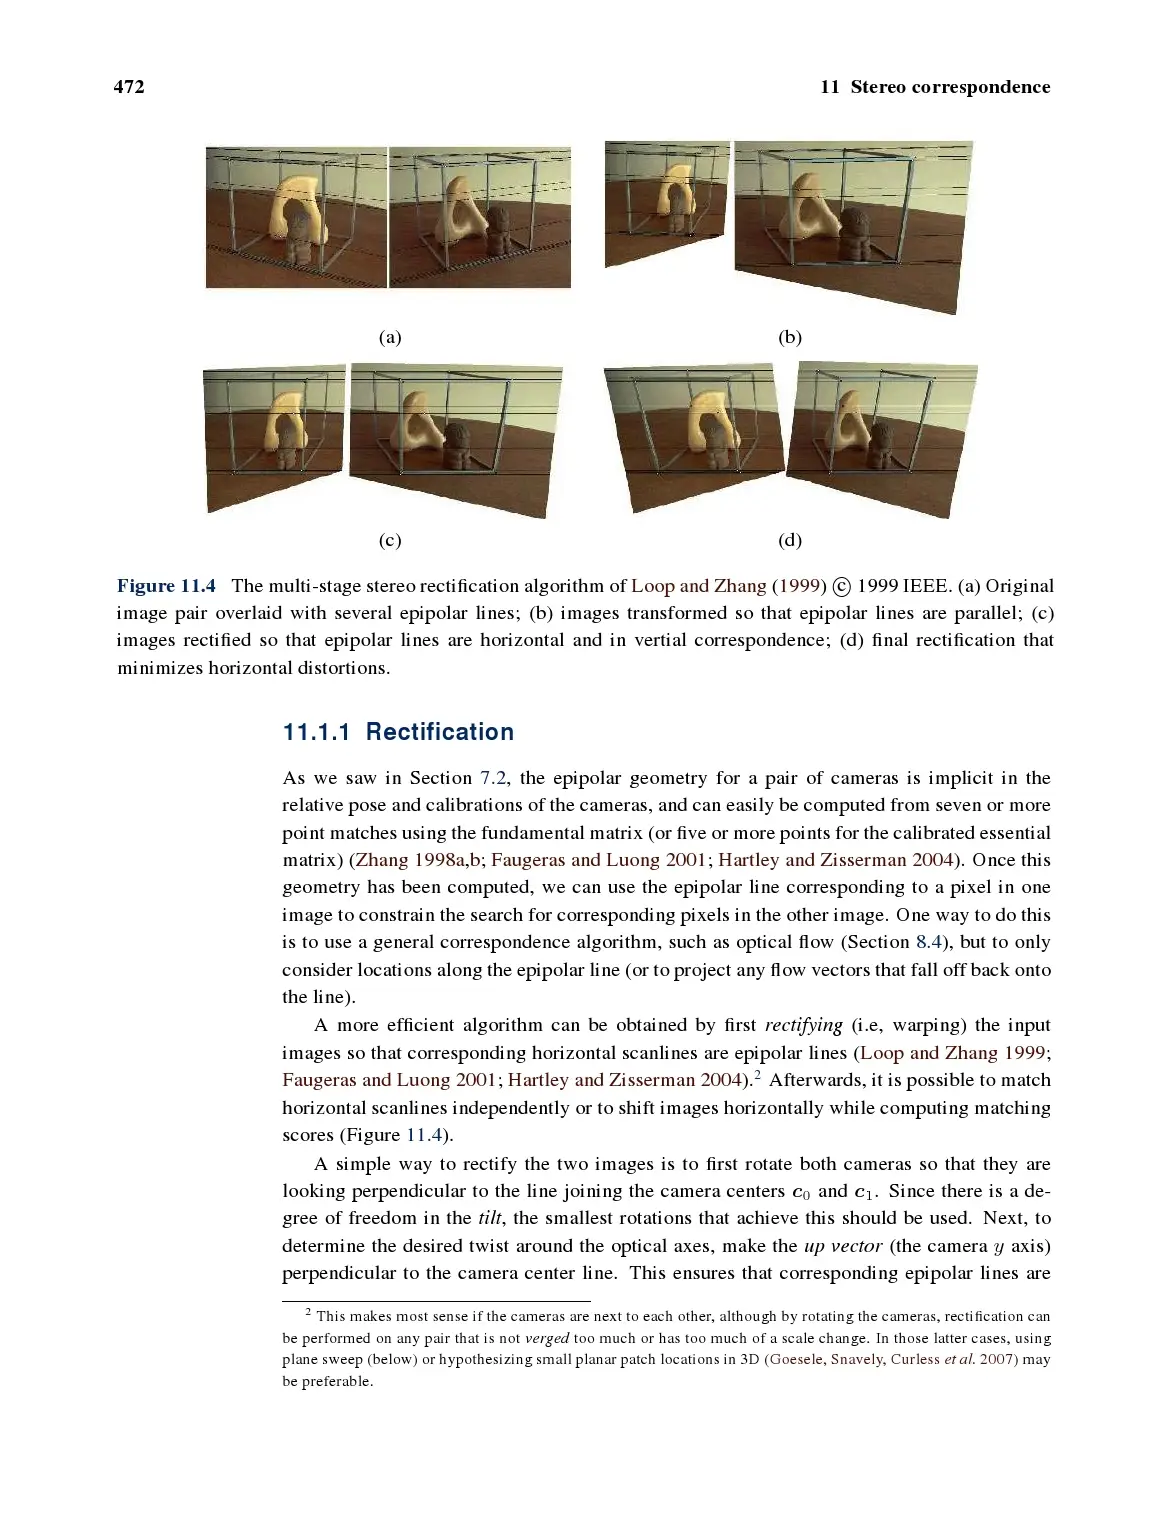 472
11 Stereo correspondence
(a)
(b)
(c)
(d)
Figure 11.4 The multi-stage stereo rectification algorithm of Loop and Zhang (1999) © 1999 IEEE. (a) Original
image pair overlaid with several epipolar lines; (b) images transformed so that epipolar lines are parallel; (c)
images rectified so that epipolar lines are horizontal and in vertial correspondence; (d) final rectification that
minimizes horizontal distortions.
11.1.1 Rectification
As we saw in Section 7.2, the epipolar geometry for a pair of cameras is implicit in the
relative pose and calibrations of the cameras, and can easily be computed from seven or more
point matches using the fundamental matrix (or five or more points for the calibrated essential
matrix) (Zhang 1998a,b; Faugeras and Luong 2001; Hartley and Zisserman 2004). Once this
geometry has been computed, we can use the epipolar line corresponding to a pixel in one
image to constrain the search for corresponding pixels in the other image. One way to do this
is to use a general correspondence algorithm, such as optical flow (Section 8.4), but to only
consider locations along the epipolar line (or to project any flow vectors that fall off back onto
the line).
A more efficient algorithm can be obtained by first rectifying (i.e, warping) the input
images so that corresponding horizontal scanlines are epipolar lines (Loop and Zhang 1999;
Faugeras and Luong 2001; Hartley and Zisserman 2004).² Afterwards, it is possible to match
horizontal scanlines independently or to shift images horizontally while computing matching
scores (Figure 11.4).
A simple way to rectify the two images is to first rotate both cameras so that they are
looking perpendicular to the line joining the camera centers c₀ and c₁. Since there is a de-
gree of freedom in the tilt, the smallest rotations that achieve this should be used. Next, to
determine the desired twist around the optical axes, make the up vector (the camera y axis)
perpendicular to the camera center line. This ensures that corresponding epipolar lines are
² This makes most sense if the cameras are next to each other, although by rotating the cameras, rectification can
be performed on any pair that is not verged too much or has too much of a scale change. In those latter cases, using
plane sweep (below) or hypothesizing small planar patch locations in 3D (Goesele, Snavely, Curless et al. 2007) may
be preferable.